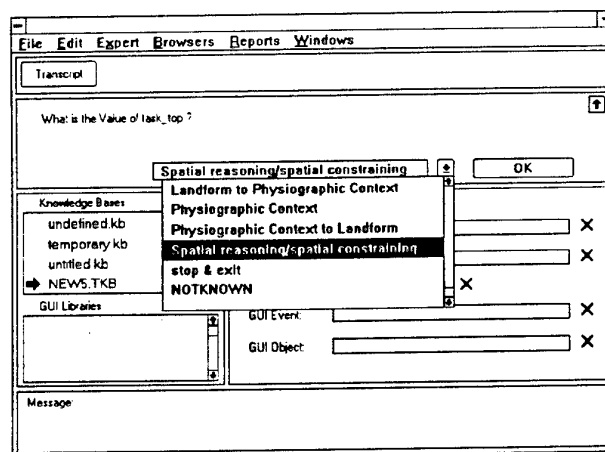 File Edit Expert Browsers Reports Windows
Transcript
What is the Value of task_top ?
Spatial reasoning/spatial constraining
OK
Landform to Physiographic Context
Physiographic Context
Physiographic Context to Landform
Spatial reasoning/spatial constraining
stop & exit
NOTKNOWN
Knowledge Bases
undefined.kb
temporary.kb
untitled.kb
NEW5.TKB
GUI Libraries
GUI Event:
GUI Object:
Message: